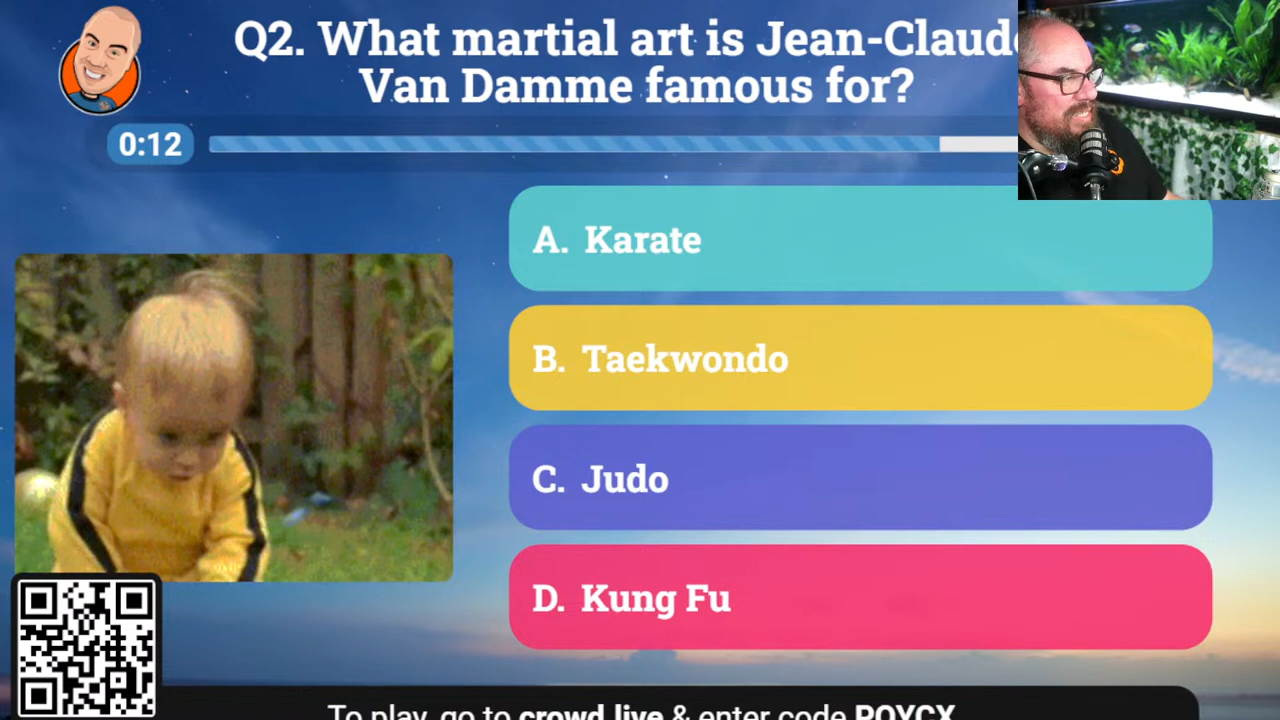 Q2. What martial art is Jean-Claude
Van Damme famous for?
0:12
A. Karate
B. Taekwondo
C. Judo
D. Kung Fu
To play, go to crowd.live & enter code